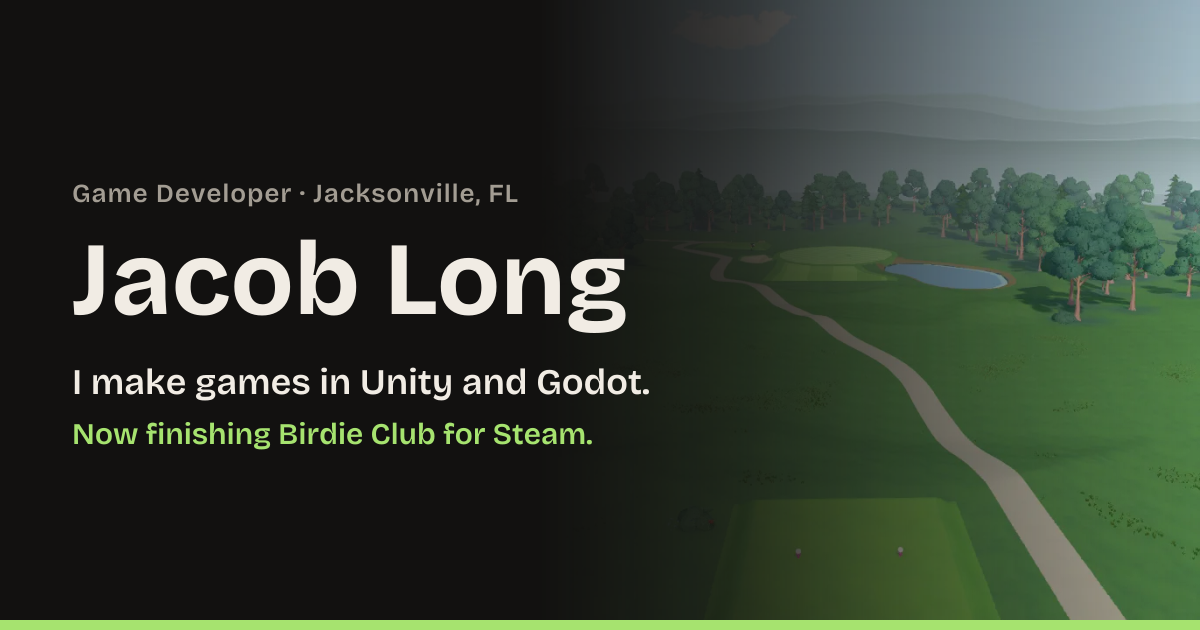 Game Developer · Jacksonville, FL
Jacob Long
I make games in Unity and Godot.
Now finishing Birdie Club for Steam.